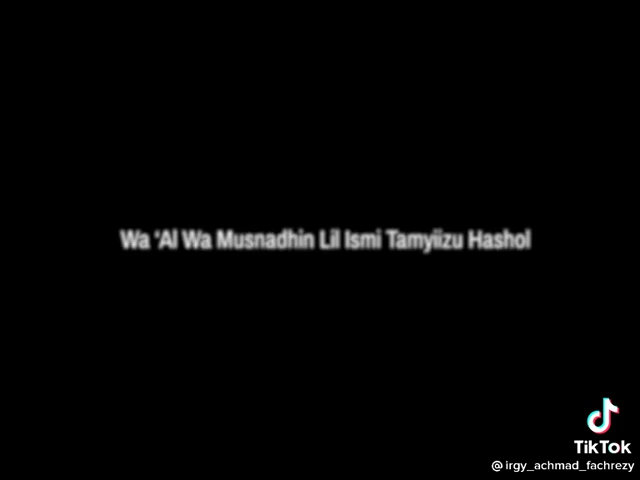 Wa 'Al Wa Musnadhin Lil Ismi Tamyiizu Hashol
TikTok
@irgy_achmad_fachrezy